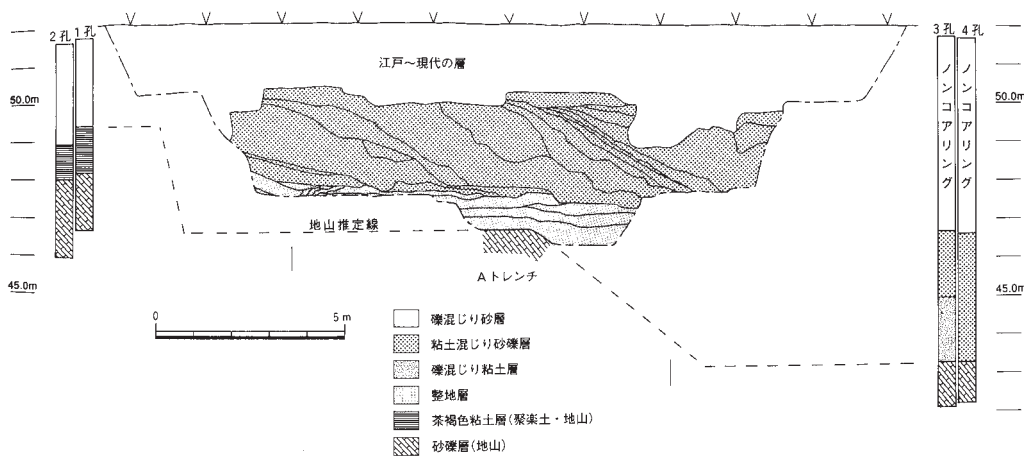 2孔 1孔
3孔 4孔
江戸〜現代の層
ノンコアリング
ノンコアリング
50.0m
50.0m
地山推定線
Aトレンチ
45.0m
45.0m
0 5m
礫混じり砂層
粘土混じり砂礫層
礫混じり粘土層
整地層
茶褐色粘土層(聚楽土・地山)
砂礫層(地山)